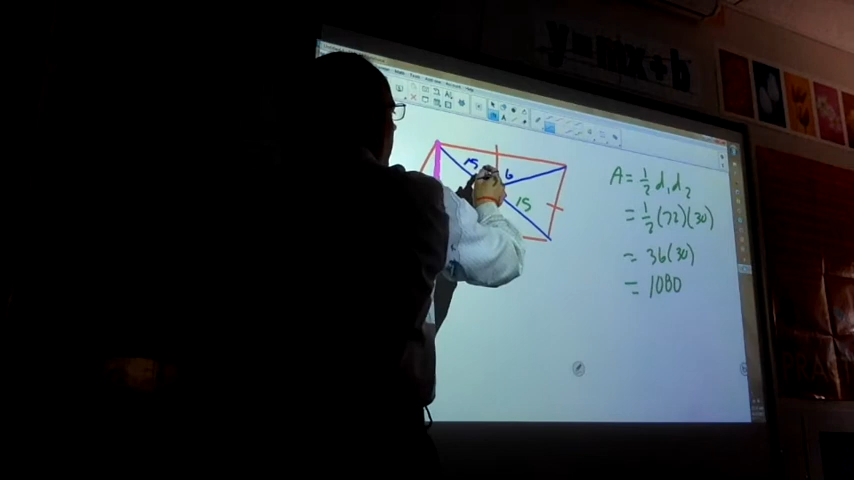 y=mx+b
15
6
15
A = 1/2 d₁d₂
= 1/2 (72)(30)
= 36(30)
= 1080